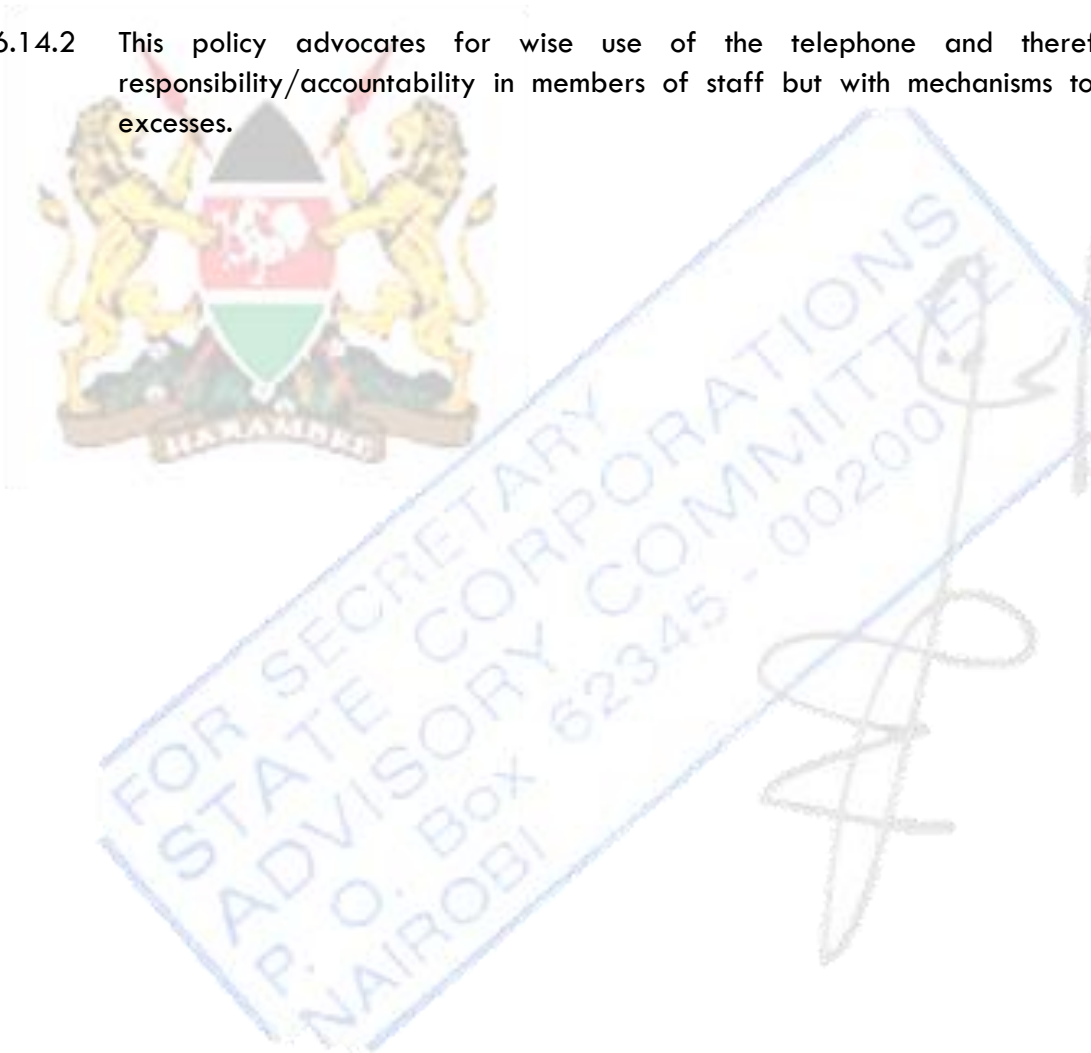 6.14.2 This policy advocates for wise use of the telephone and theref
responsibility/accountability in members of staff but with mechanisms to
excesses.
HARAMBEE
FOR SECRETARY
STATE CORPORATIONS
ADVISORY COMMITTEE
P. O. Box 62345 - 00200
NAIROBI